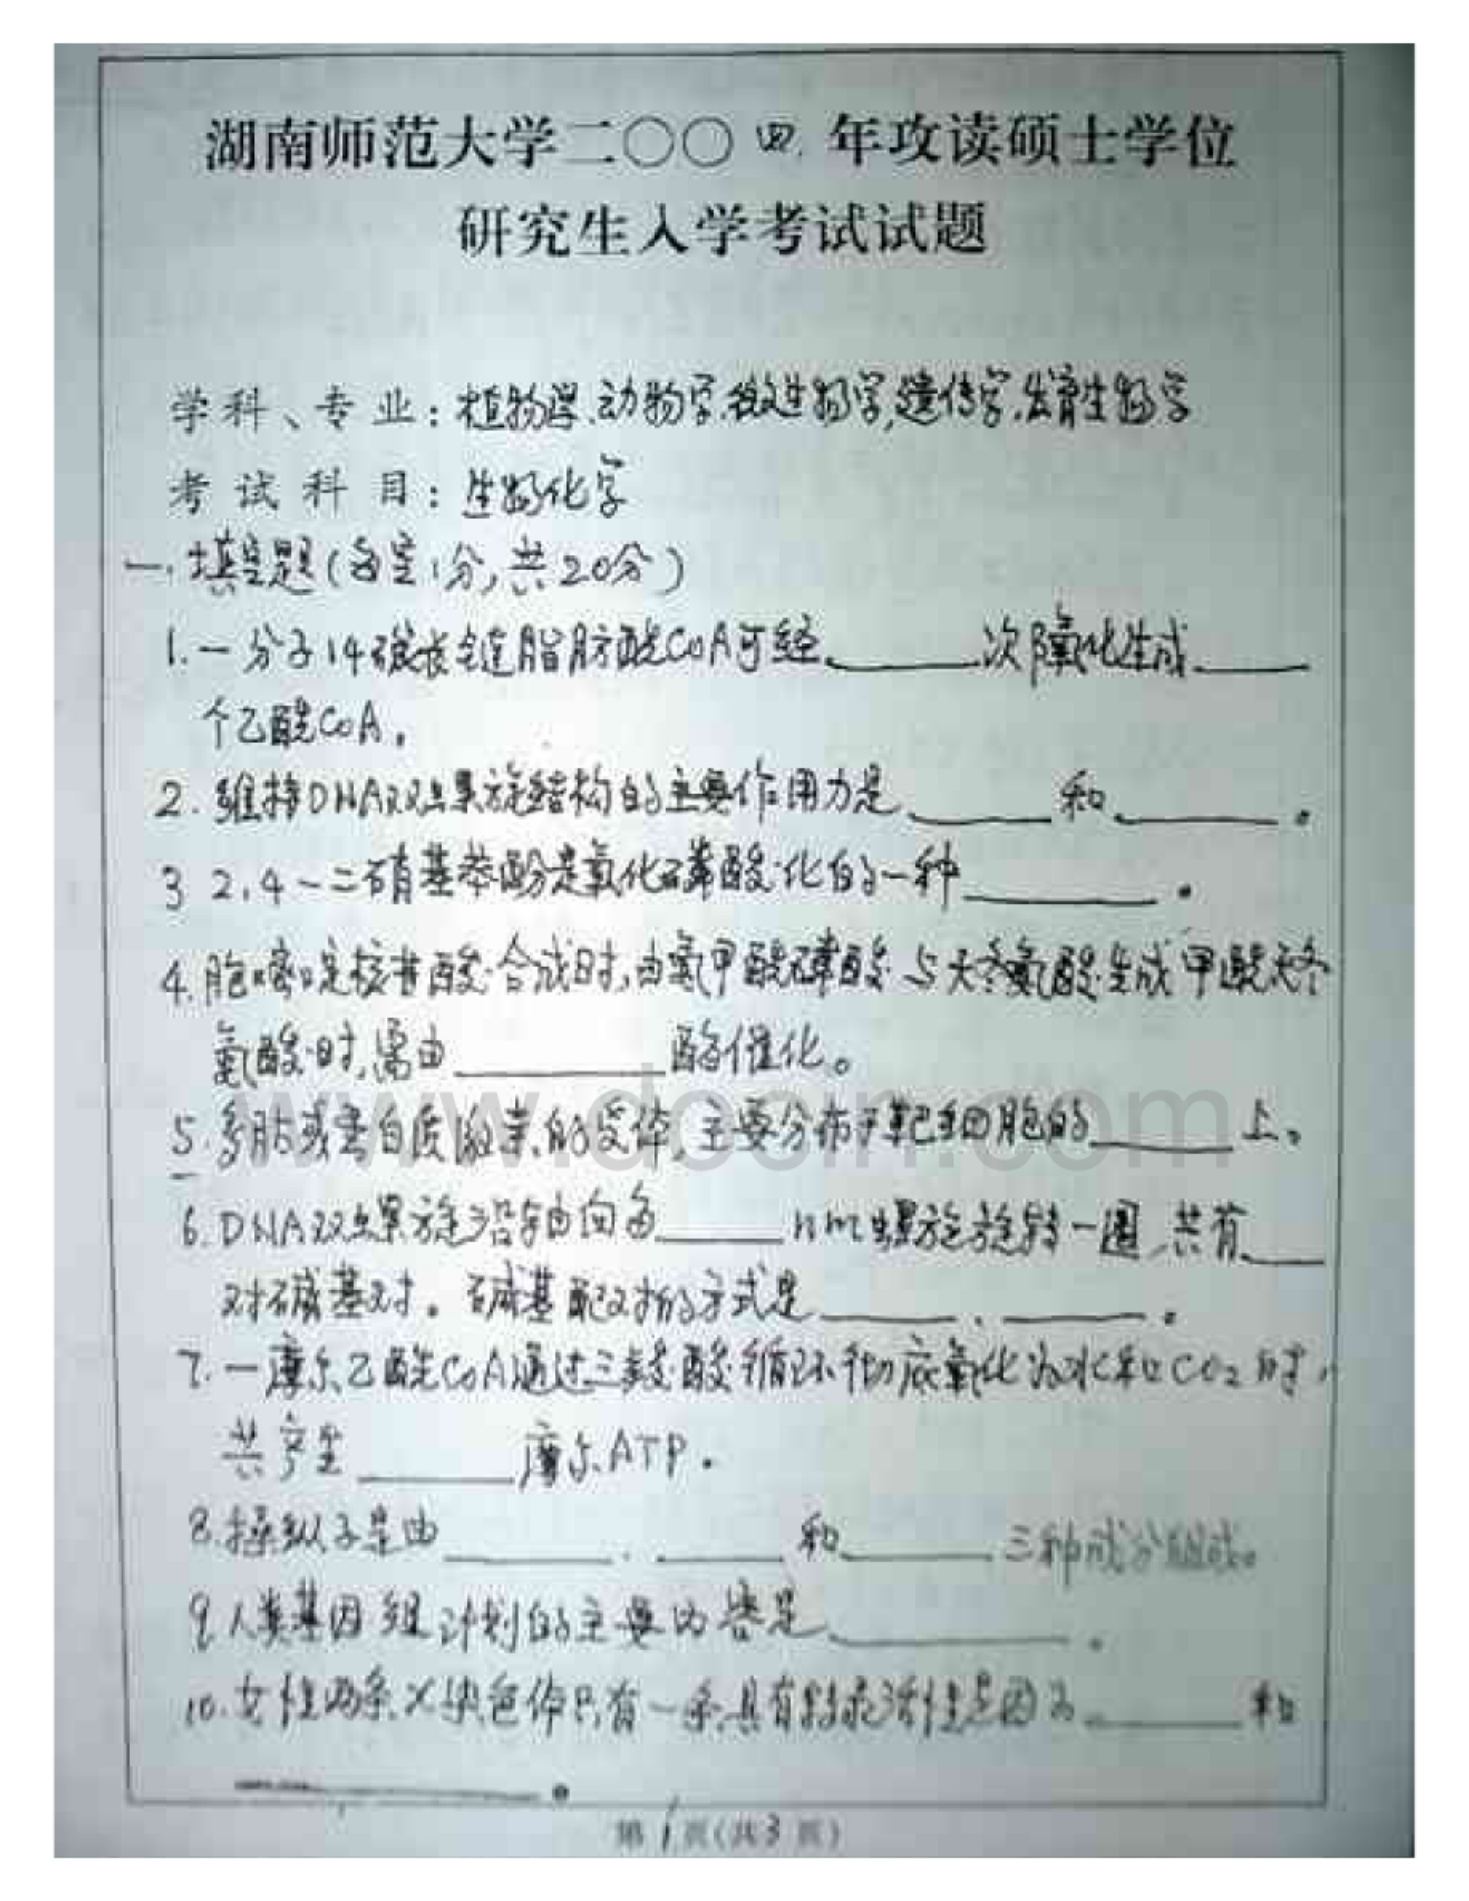 湖南师范大学二〇〇四年攻读硕士学位
研究生入学考试试题
学科、专业：植物学、动物学、微生物学,遗传学,发育生物学
考试科目：生物化学
一.填空题(每空1分,共20分)
1.一分子14碳长链脂肪酰CoA可经______次β氧化生成______
个乙酰CoA.
2.维持DNA双螺旋结构的主要作用力是______和______。
3 2,4-二硝基苯酚是氧化磷酸化的一种______。
4.胞嘧啶核苷酸合成时,由氨甲酰磷酸与天冬氨酸生成甲酰天冬
氨酸时,需由______酶催化。
5.多肽或蛋白质激素的受体,主要分布于靶细胞的______上。
6.DNA双螺旋沿轴向每______nm螺旋旋转一圈,共有______
对碱基对。碱基配对的方式是______、______。
7.一摩尔乙酰CoA通过三羧酸循环彻底氧化为水和CO2时,
共产生______摩尔ATP.
8.操纵子是由______、______和______三种成分组成。
9人类基因组计划的主要内容是______.
10.女性两条X染色体只有一条具有转录活性是因为______和
______。
第1页(共3页)
www.docin.com